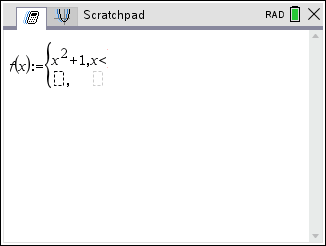 Scratchpad RAD
f(x):={x²+1,x<
,